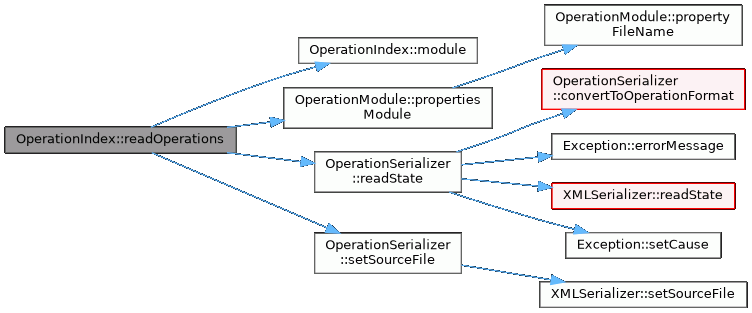 OperationIndex::readOperations
OperationIndex::module
OperationModule::properties
Module
OperationModule::property
FileName
OperationSerializer
::readState
OperationSerializer
::convertToOperationFormat
Exception::errorMessage
XMLSerializer::readState
Exception::setCause
OperationSerializer
::setSourceFile
XMLSerializer::setSourceFile